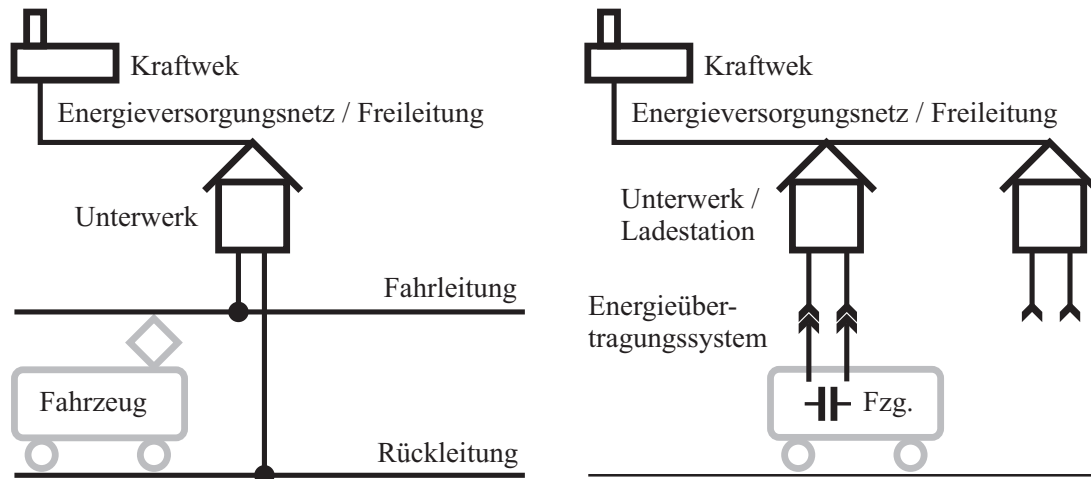 Kraftwek
Energieversorgungsnetz / Freileitung
Unterwerk
Fahrleitung
Fahrzeug
Rückleitung
Kraftwek
Energieversorgungsnetz / Freileitung
Unterwerk /
Ladestation
Energieüber-
tragungssystem
Fzg.